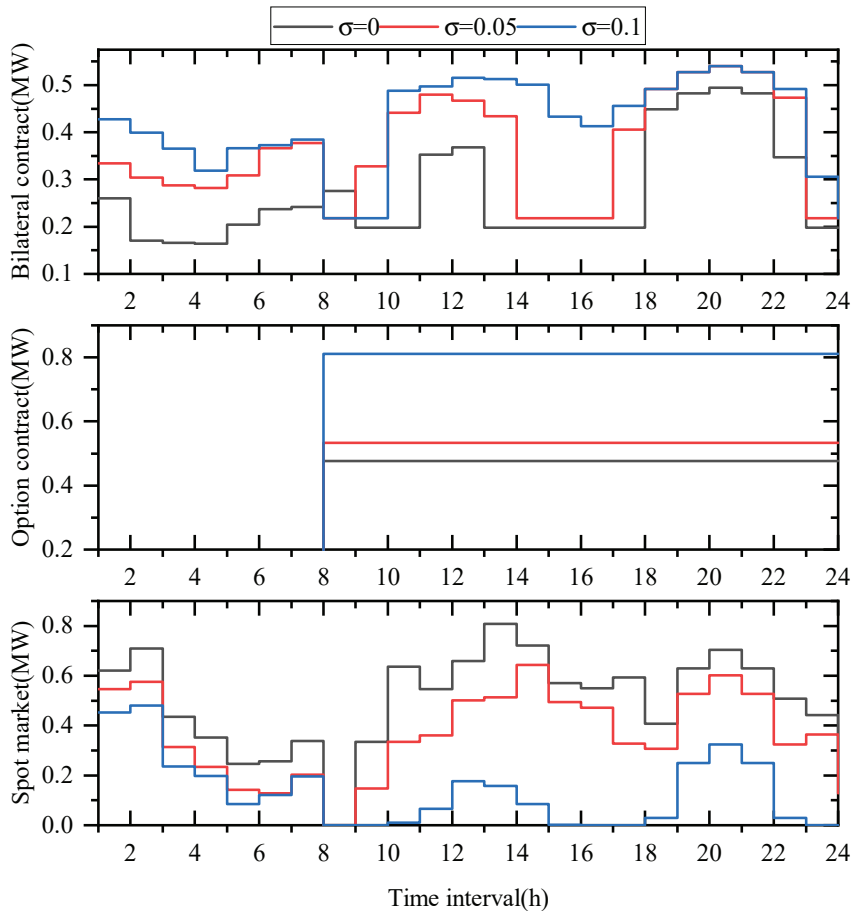 σ=0 σ=0.05 σ=0.1
Bilateral contract(MW)
0.5
0.4
0.3
0.2
0.1
2 4 6 8 10 12 14 16 18 20 22 24
Option contract(MW)
0.8
0.6
0.4
0.2
2 4 6 8 10 12 14 16 18 20 22 24
Spot market(MW)
0.8
0.6
0.4
0.2
0.0
2 4 6 8 10 12 14 16 18 20 22 24
Time interval(h)